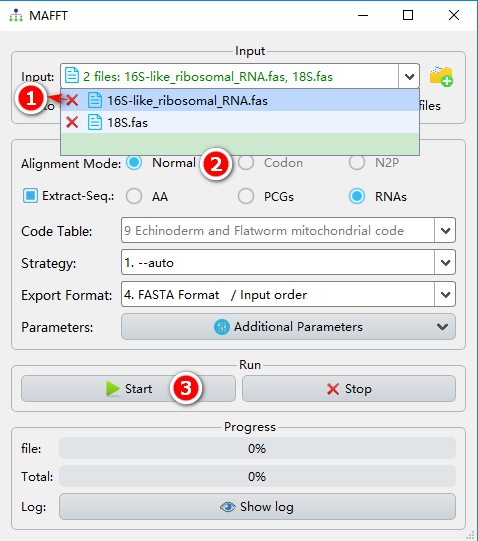 MAFFT
Input
Input: 2 files: 16S-like_ribosomal_RNA.fas, 18S.fas
1
16S-like_ribosomal_RNA.fas
to files
18S.fas
Alignment Mode: Normal 2 Codon N2P
Extract-Seq.: AA PCGs RNAs
Code Table: 9 Echinoderm and Flatworm mitochondrial code
Strategy: 1. --auto
Export Format: 4. FASTA Format / Input order
Parameters: Additional Parameters
Run
Start 3 Stop
Progress
file: 0%
Total: 0%
Log: Show log